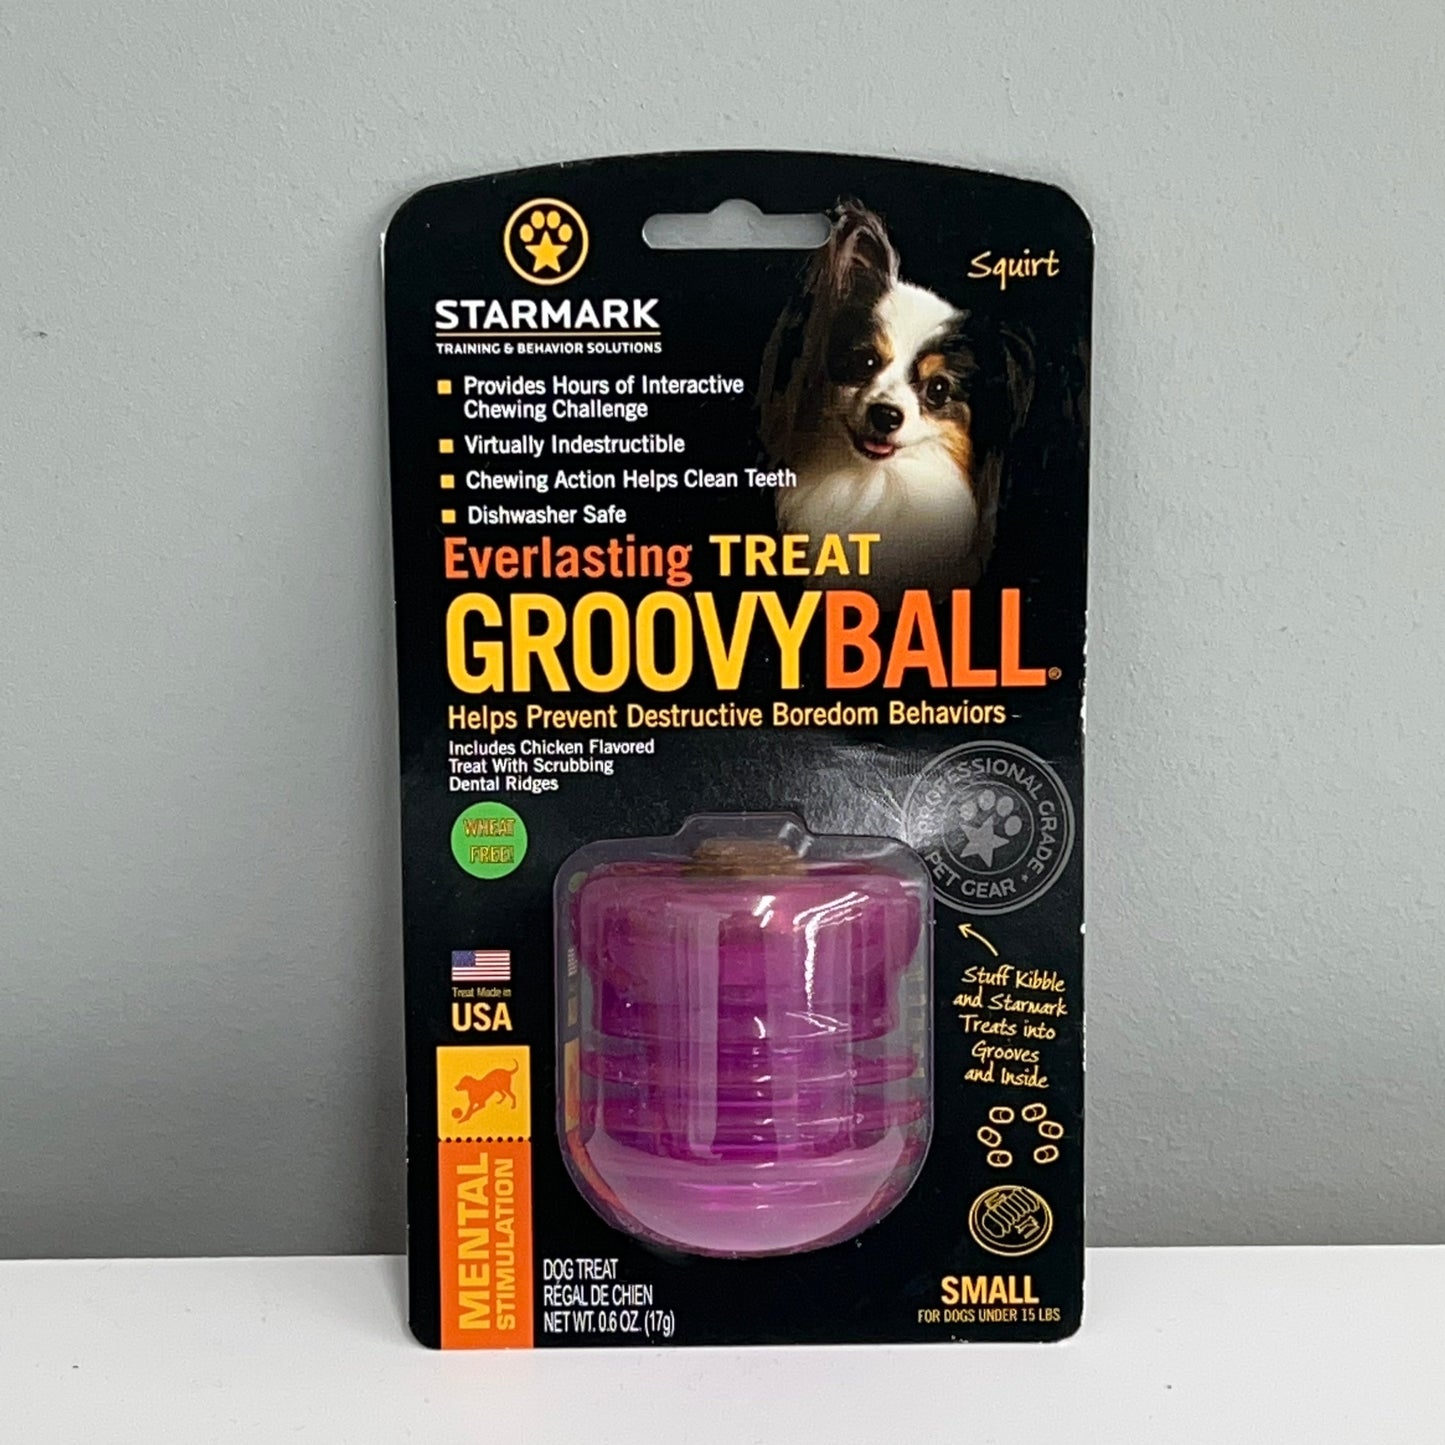 Squirt
STARMARK
TRAINING & BEHAVIOR SOLUTIONS
Provides Hours of Interactive
Chewing Challenge
Virtually Indestructible
Chewing Action Helps Clean Teeth
Dishwasher Safe
Everlasting TREAT
GROOVYBALL®
Helps Prevent Destructive Boredom Behaviors
Includes Chicken Flavored
Treat With Scrubbing
Dental Ridges
WHEAT
FREE!
PROFESSIONAL GRADE
PET GEAR
Treat Made in
USA
Stuff Kibble
and Starmark
Treats into
Grooves
and Inside
MENTAL
STIMULATION
DOG TREAT
RÉGAL DE CHIEN
NET WT. 0.6 OZ. (17g)
SMALL
FOR DOGS UNDER 15 LBS